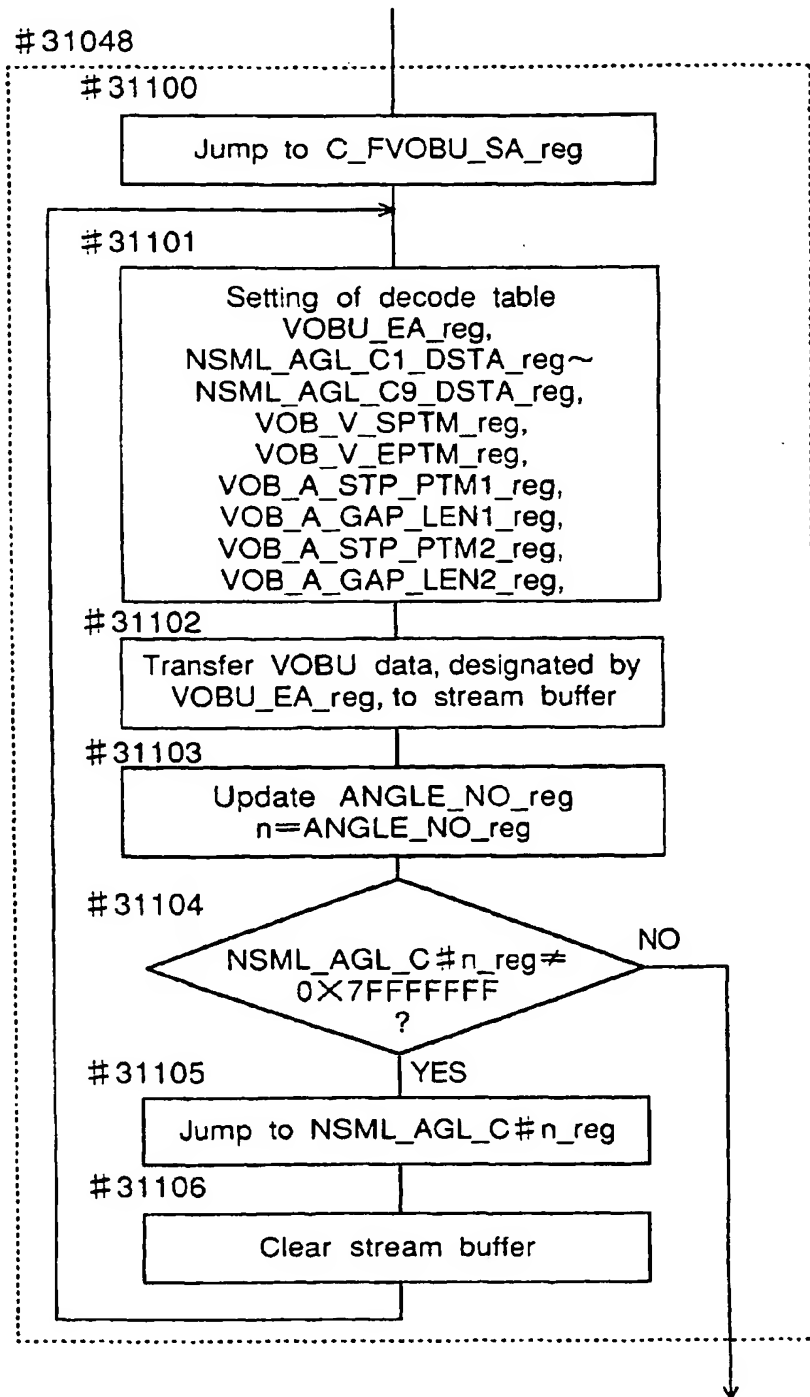 #31048
#31100
Jump to C_FVOBU_SA_reg
#31101
Setting of decode table
VOBU_EA_reg,
NSML_AGL_C1_DSTA_reg~
NSML_AGL_C9_DSTA_reg,
VOB_V_SPTM_reg,
VOB_V_EPTM_reg,
VOB_A_STP_PTM1_reg,
VOB_A_GAP_LEN1_reg,
VOB_A_STP_PTM2_reg,
VOB_A_GAP_LEN2_reg,
#31102
Transfer VOBU data, designated by
VOBU_EA_reg, to stream buffer
#31103
Update ANGLE_NO_reg
n=ANGLE_NO_reg
#31104
NO
NSML_AGL_C#n_reg≠
0×7FFFFFFF
?
#31105
YES
Jump to NSML_AGL_C#n_reg
#31106
Clear stream buffer